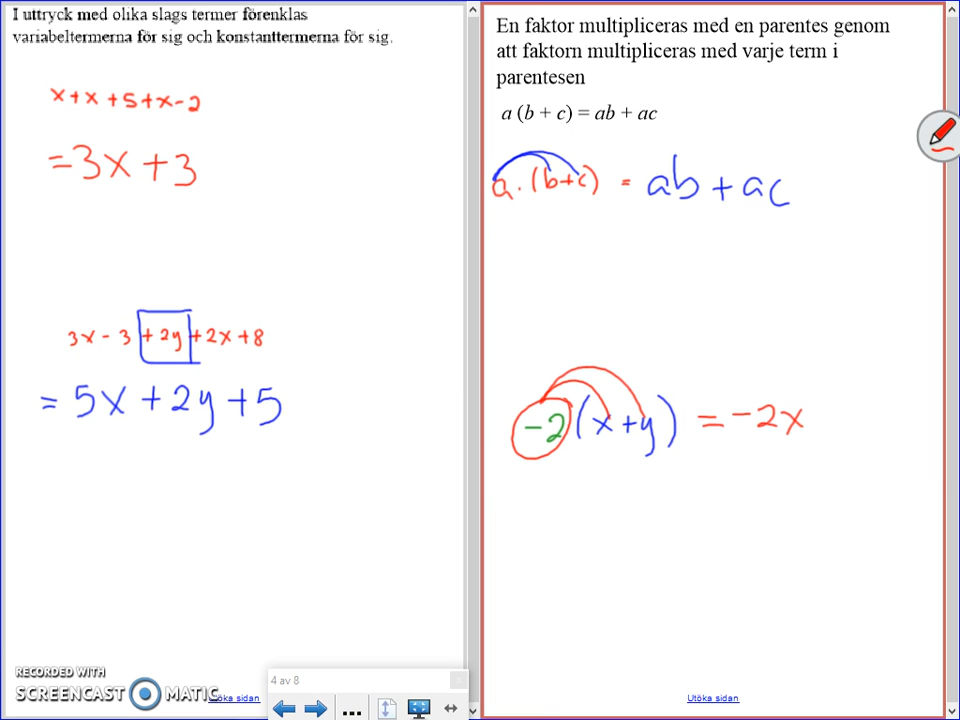 I uttryck med olika slags termer förenklas
variabeltermerna för sig och konstanttermerna för sig.
x+x+5+x-2
=3x+3
3x-3+2y+2x+8
=5x+2y+5
En faktor multipliceras med en parentes genom
att faktorn multipliceras med varje term i
parentesen
a (b + c) = ab + ac
a·(b+c) = ab+ac
-2(x+y) = -2x
RECORDED WITH
SCREENCAST MATIC
Utöka sidan
4 av 8
Utöka sidan